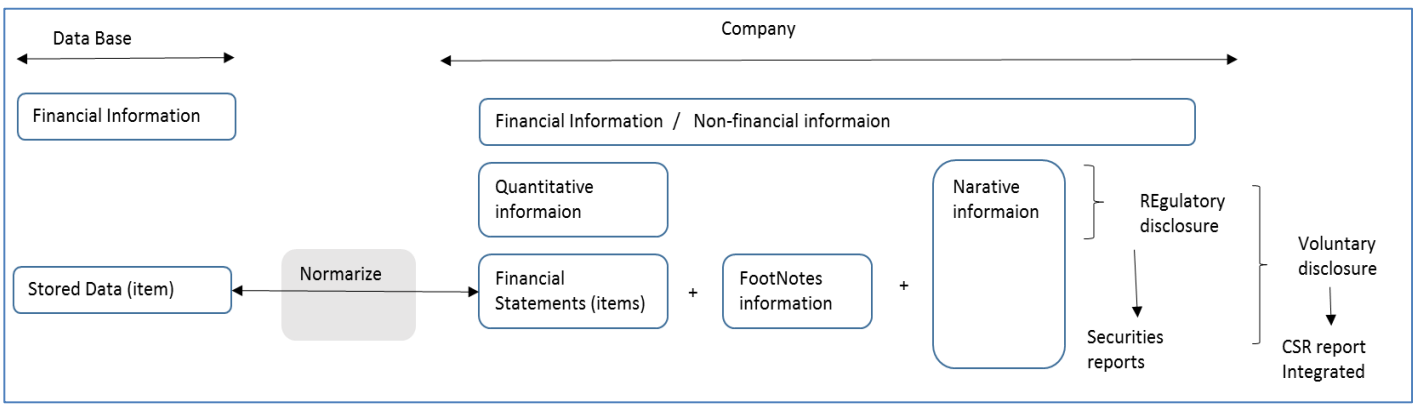 Data Base
Company
Financial Information
Financial Information / Non-financial informaion
Quantitative
informaion
Narative
informaion
REgulatory
disclosure
Voluntary
disclosure
Normarize
Stored Data (item)
Financial
Statements (items)
+
FootNotes
information
+
Securities
reports
CSR report
Integrated